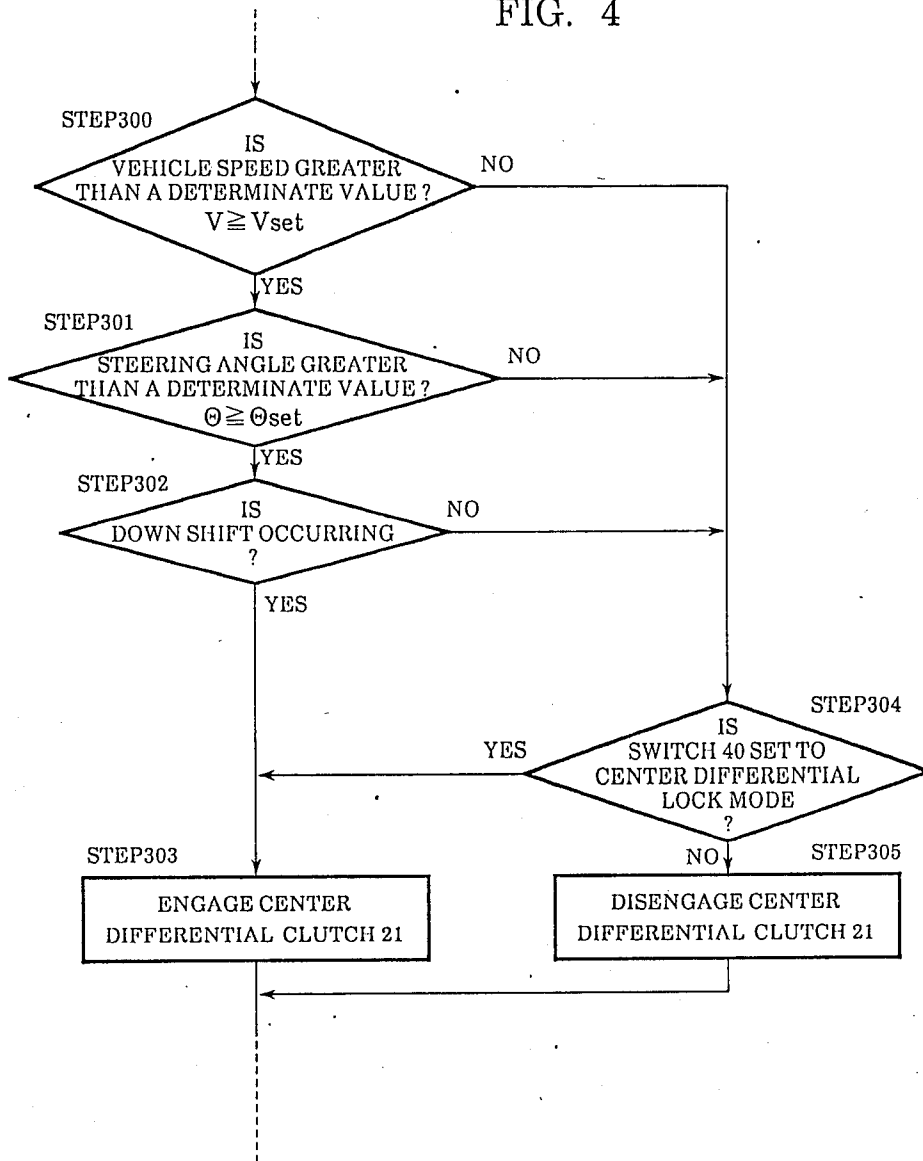 FIG. 4
STEP300
IS
VEHICLE SPEED GREATER
THAN A DETERMINATE VALUE ?
V ≧ Vset
NO
YES
STEP301
IS
STEERING ANGLE GREATER
THAN A DETERMINATE VALUE ?
Θ ≧ Θset
NO
YES
STEP302
IS
DOWN SHIFT OCCURRING
?
NO
YES
STEP304
IS
SWITCH 40 SET TO
CENTER DIFFERENTIAL
LOCK MODE
?
YES
NO
STEP303
ENGAGE CENTER
DIFFERENTIAL CLUTCH 21
STEP305
DISENGAGE CENTER
DIFFERENTIAL CLUTCH 21